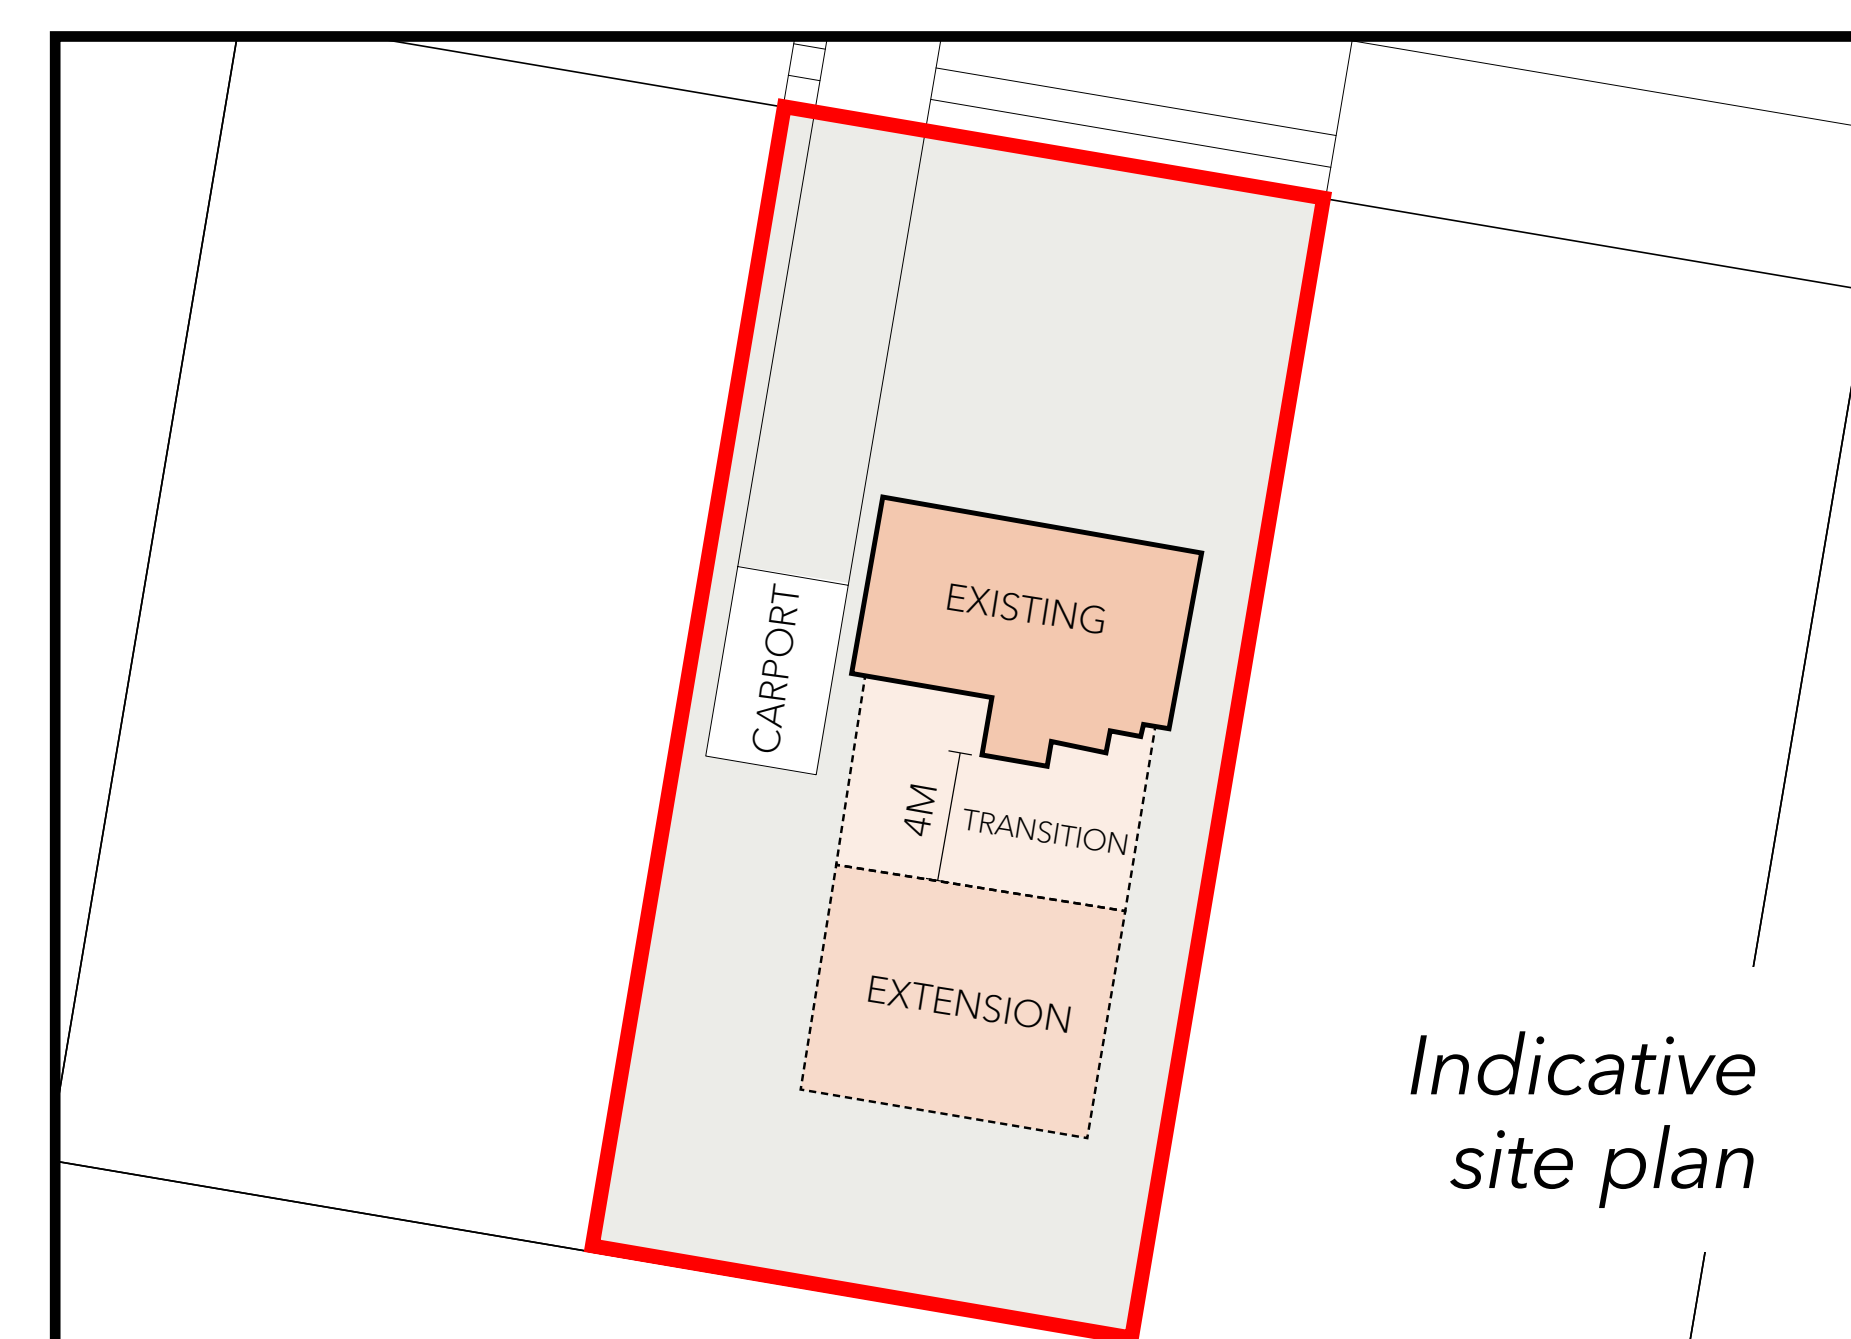 EXISTING
CARPORT
4M
TRANSITION
EXTENSION
Indicative
site plan